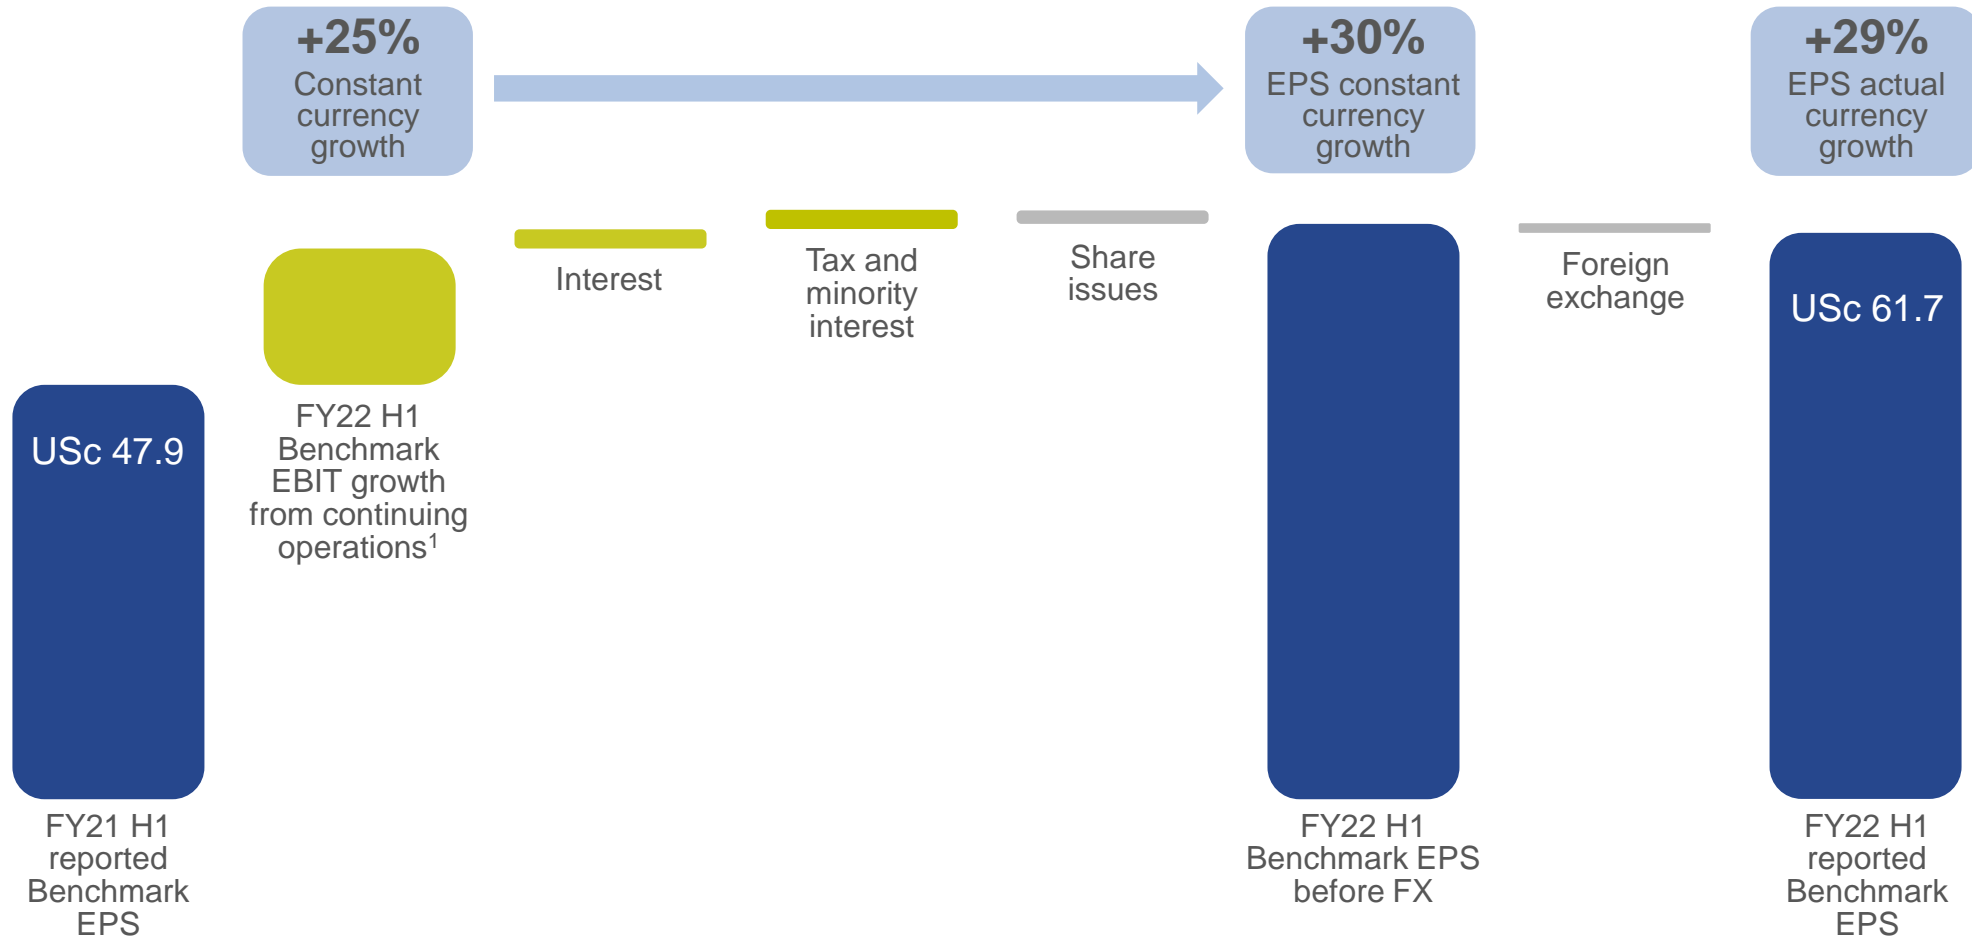 +25%
Constant
currency
growth
+30%
EPS constant
currency
growth
+29%
EPS actual
currency
growth
USc 47.9
FY21 H1
reported
Benchmark
EPS
FY22 H1
Benchmark
EBIT growth
from continuing
operations1
Interest
Tax and
minority
interest
Share
issues
FY22 H1
Benchmark EPS
before FX
Foreign
exchange
USc 61.7
FY22 H1
reported
Benchmark
EPS